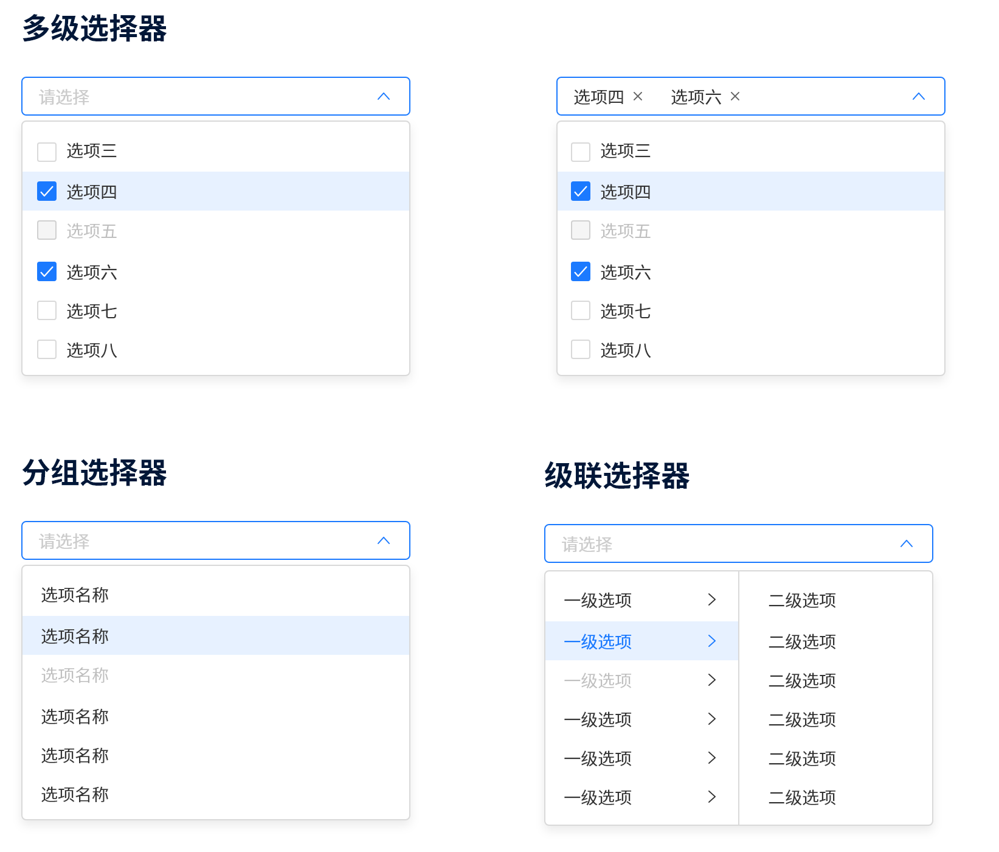 多级选择器
请选择
选项三
选项四
选项五
选项六
选项七
选项八
选项四 选项六
选项三
选项四
选项五
选项六
选项七
选项八
分组选择器
请选择
选项名称
选项名称
选项名称
选项名称
选项名称
选项名称
级联选择器
请选择
一级选项
一级选项
一级选项
一级选项
一级选项
一级选项
二级选项
二级选项
二级选项
二级选项
二级选项
二级选项